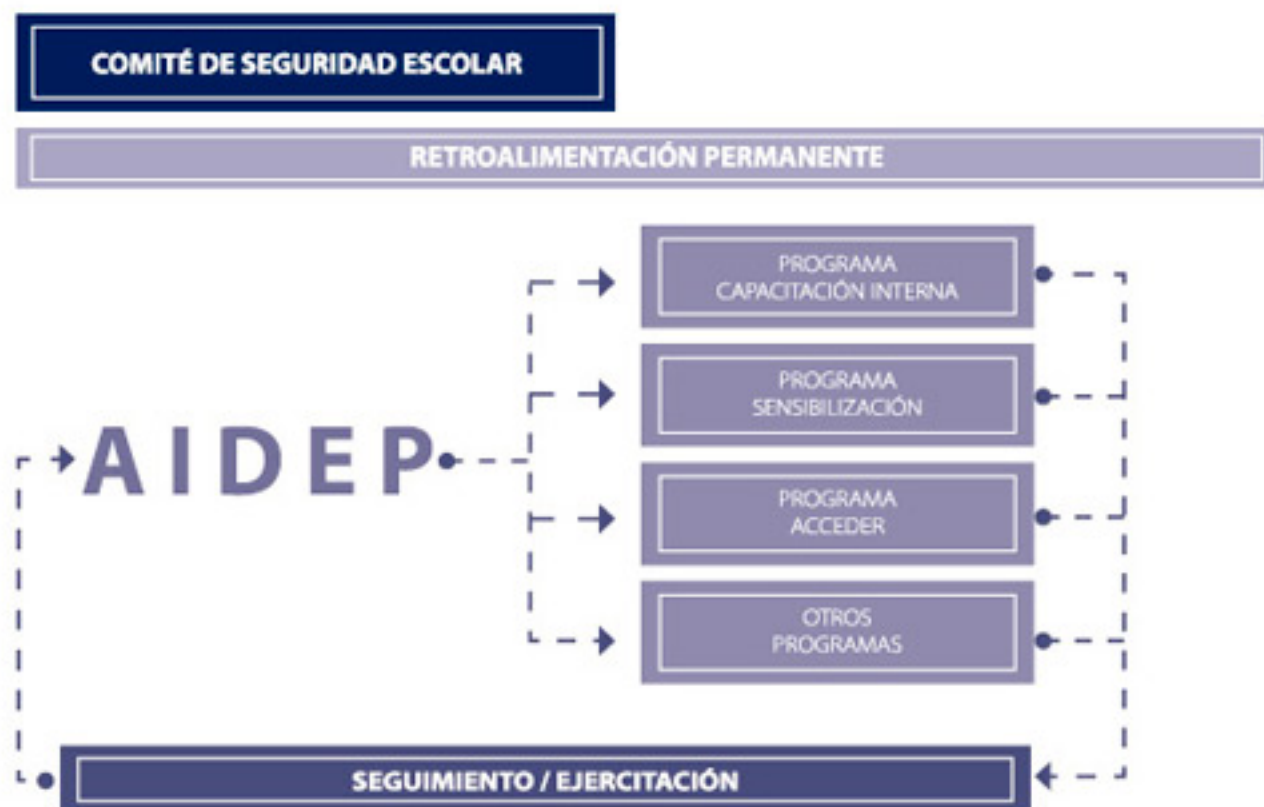 COMITÉ DE SEGURIDAD ESCOLAR
RETROALIMENTACIÓN PERMANENTE
PROGRAMA
CAPACITACIÓN INTERNA
PROGRAMA
SENSIBILIZACIÓN
AIDEP
PROGRAMA
ACCEDER
OTROS
PROGRAMAS
SEGUIMIENTO / EJERCITACIÓN